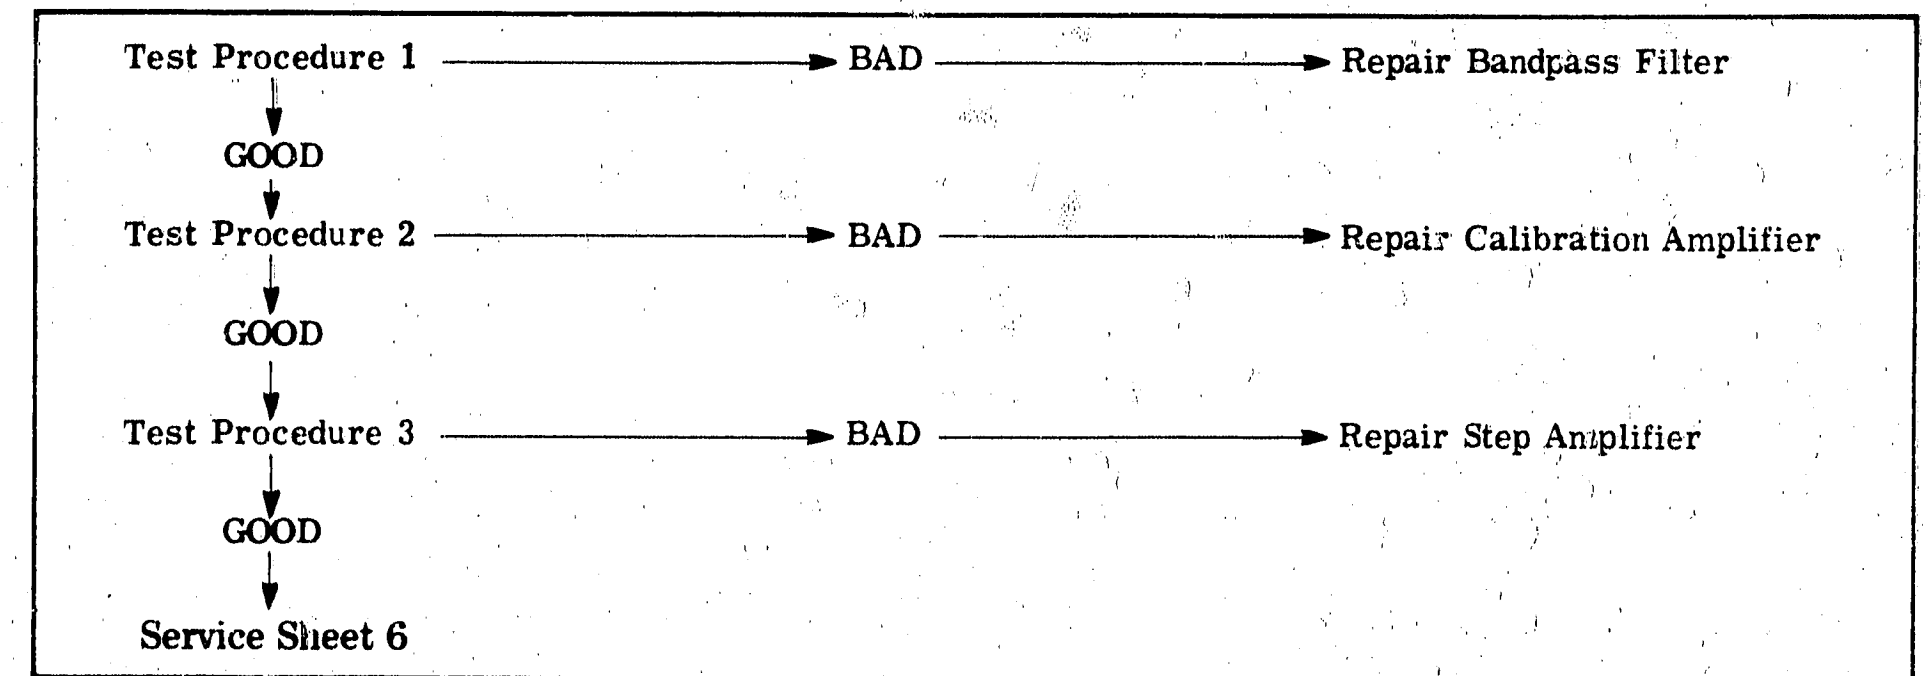 Test Procedure 1 BAD Repair Bandpass Filter
GOOD
Test Procedure 2 BAD Repair Calibration Amplifier
GOOD
Test Procedure 3 BAD Repair Step Amplifier
GOOD
Service Sheet 6